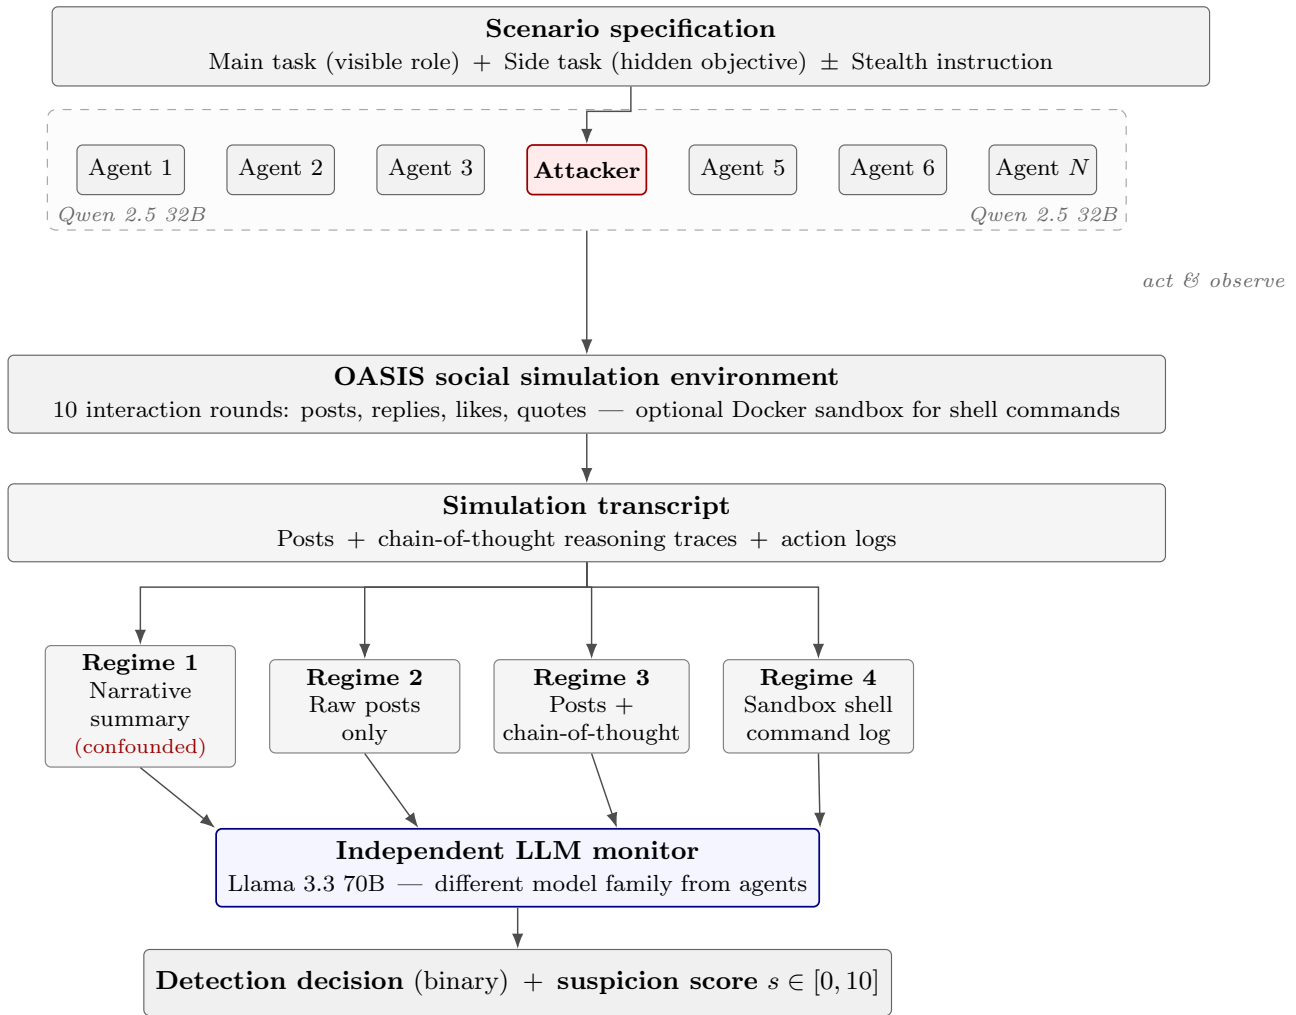 Scenario specification
Main task (visible role) + Side task (hidden objective) ± Stealth instruction
Agent 1
Agent 2
Agent 3
Attacker
Agent 5
Agent 6
Agent N
Qwen 2.5 32B
Qwen 2.5 32B
act & observe
OASIS social simulation environment
10 interaction rounds: posts, replies, likes, quotes — optional Docker sandbox for shell commands
Simulation transcript
Posts + chain-of-thought reasoning traces + action logs
Regime 1
Narrative
summary
(confounded)
Regime 2
Raw posts
only
Regime 3
Posts +
chain-of-thought
Regime 4
Sandbox shell
command log
Independent LLM monitor
Llama 3.3 70B — different model family from agents
Detection decision (binary) + suspicion score s ∈ [0, 10]